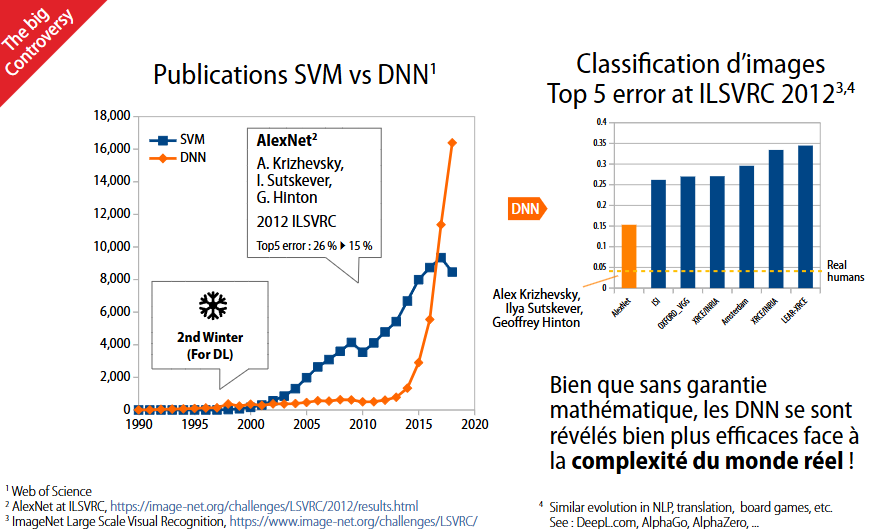 The big
Controversy
Publications SVM vs DNN¹
18,000
16,000
14,000
12,000
10,000
8,000
6,000
4,000
2,000
0
1990
1995
2000
2005
2010
2015
2020
SVM
DNN
AlexNet²
A. Krizhevsky,
I. Sutskever,
G. Hinton
2012 ILSVRC
Top5 error : 26 % ▶ 15 %
2nd Winter
(For DL)
Classification d’images
Top 5 error at ILSVRC 2012³,⁴
0.4
0.35
0.3
0.25
0.2
0.15
0.1
0.05
0
DNN
Real
humans
AlexNet
ISI
OXFORD_VGG
XRCE/INRIA
Amsterdam
XRCE/INRIA
LEAR-XRCE
Alex Krizhevsky,
Ilya Sutskever,
Geoffrey Hinton
Bien que sans garantie
mathématique, les DNN se sont
révélés bien plus efficaces face à
la complexité du monde réel !
¹ Web of Science
² AlexNet at ILSVRC, https://image-net.org/challenges/LSVRC/2012/results.html
³ ImageNet Large Scale Visual Recognition, https://www.image-net.org/challenges/LSVRC/
⁴ Similar evolution in NLP, translation, board games, etc.
See : DeepL.com, AlphaGo, AlphaZero, ...